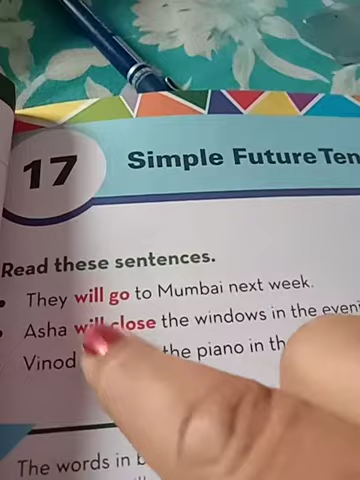 17
Simple Future Ten
Read these sentences.
They will go to Mumbai next week.
Asha will close the windows in the eveni
Vinod the piano in th
The words in b